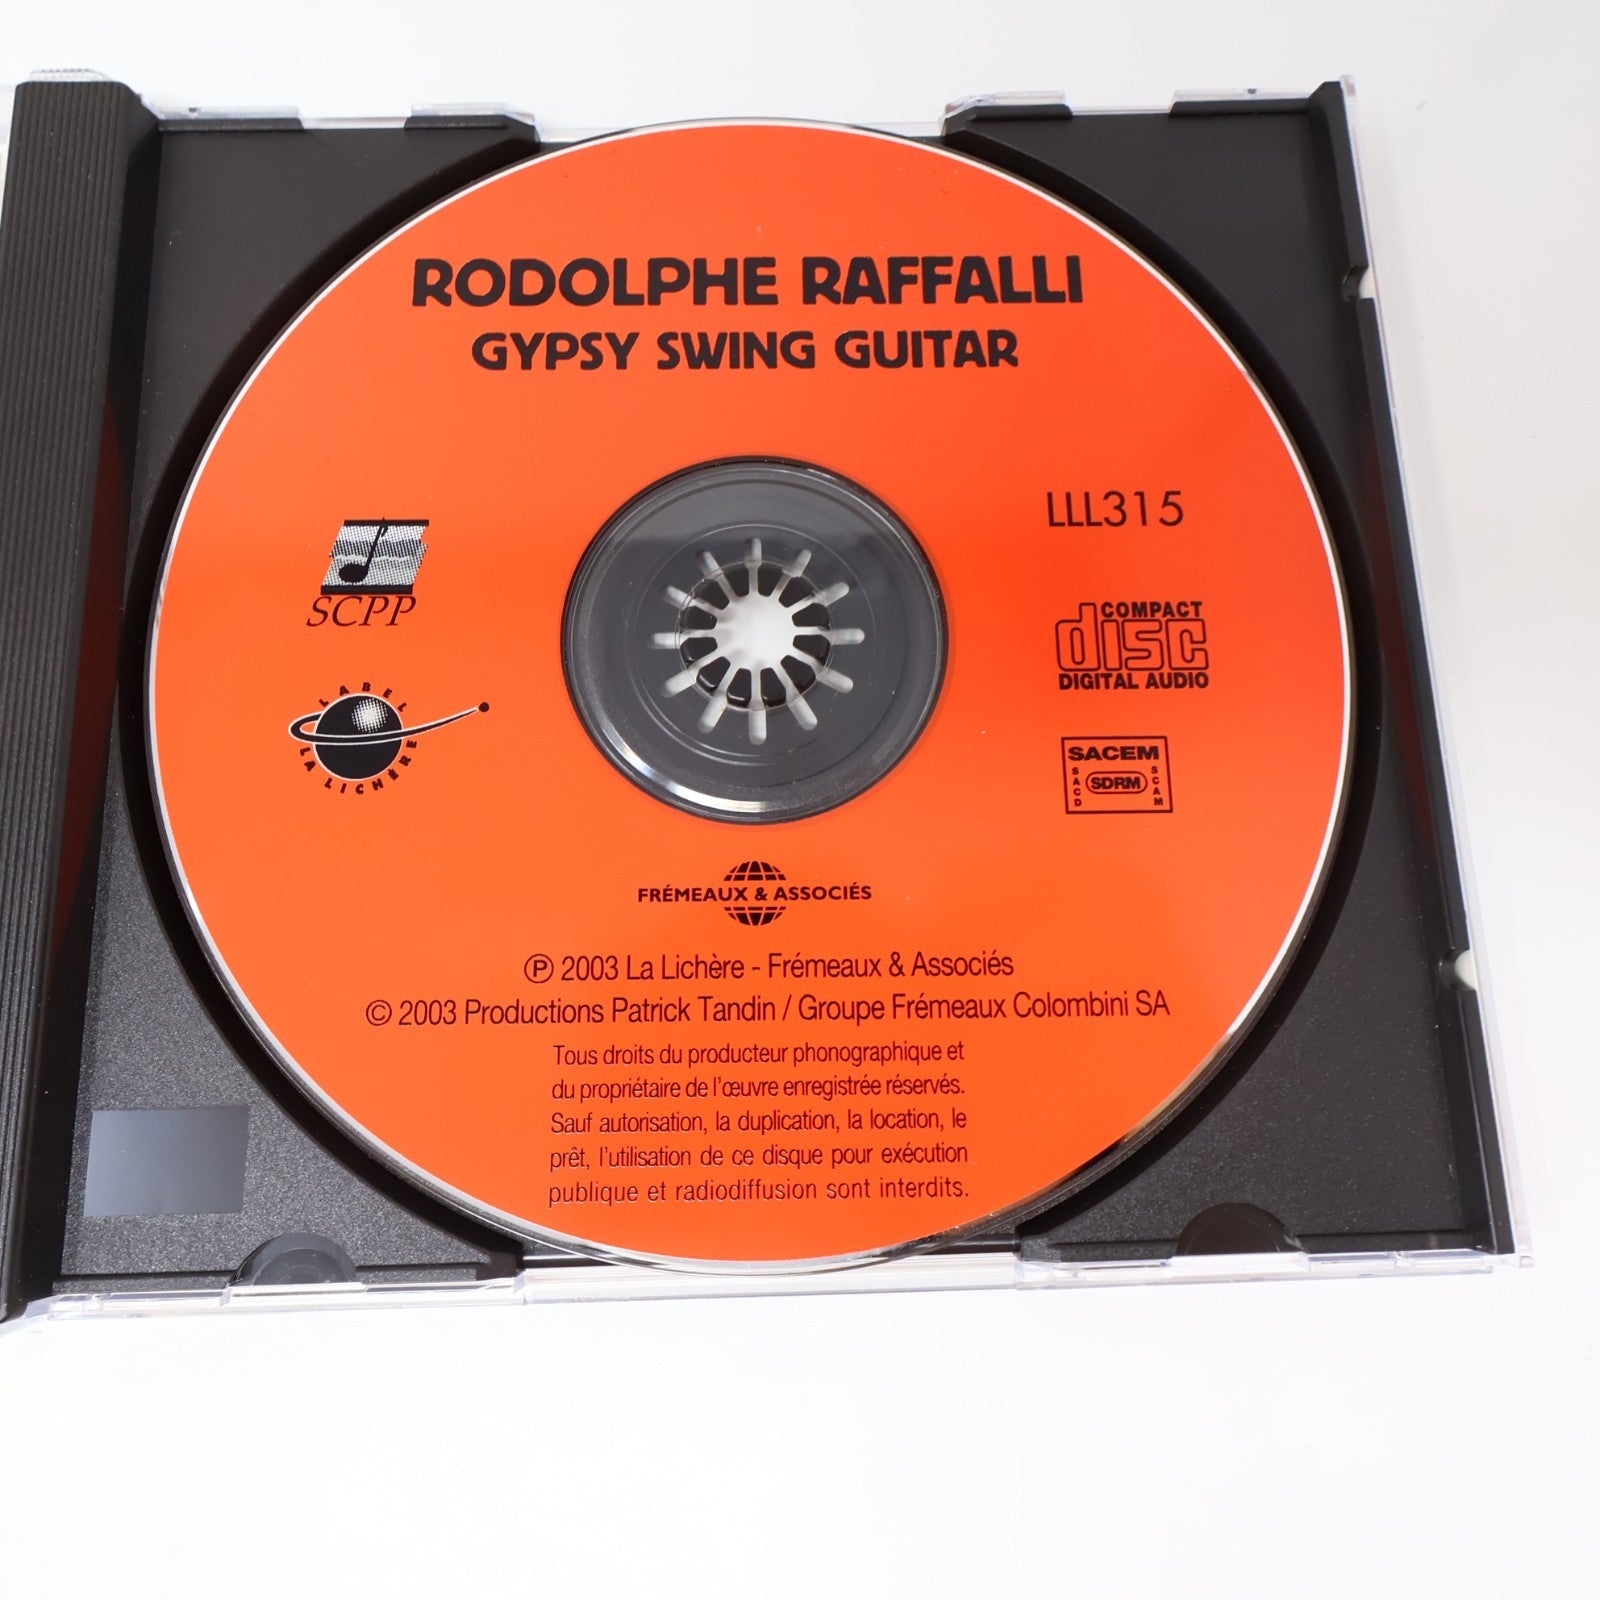 RODOLPHE RAFFALLI
GYPSY SWING GUITAR
LLL315
SCPP
COMPACT
disc
DIGITAL AUDIO
LABEL
LA LICHÈRE
SACEM
SACD
SDRM
SCAM
FRÉMEAUX & ASSOCIÉS
℗ 2003 La Lichère - Frémeaux & Associés
© 2003 Productions Patrick Tandin / Groupe Frémeaux Colombini SA
Tous droits du producteur phonographique et
du propriétaire de l'œuvre enregistrée réservés.
Sauf autorisation, la duplication, la location, le
prêt, l'utilisation de ce disque pour exécution
publique et radiodiffusion sont interdits.